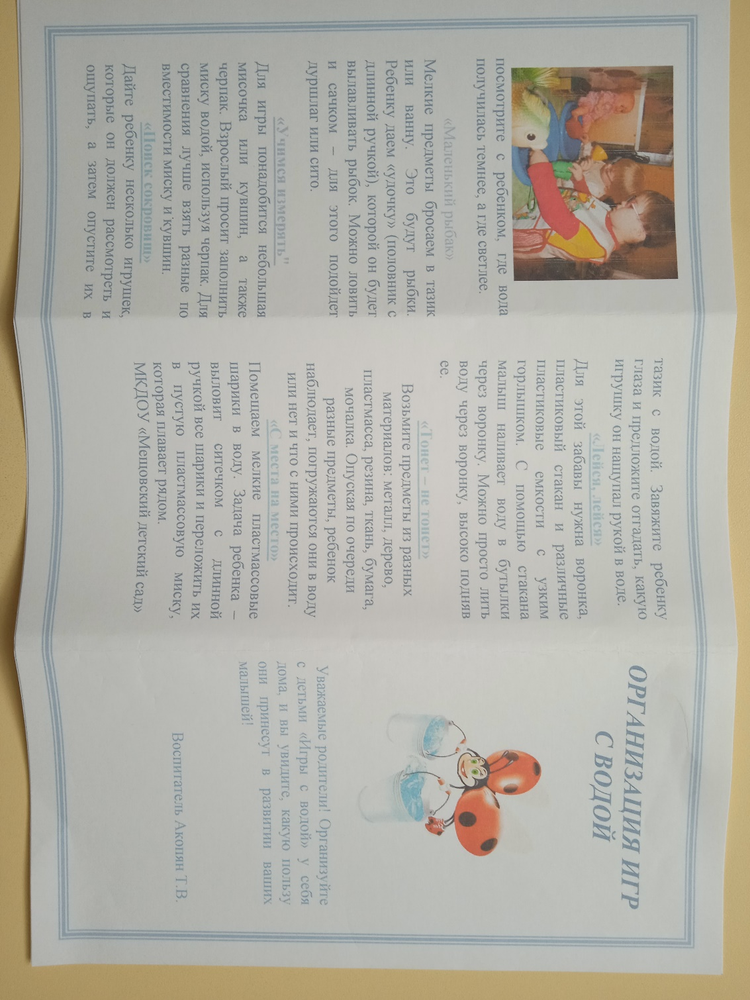 посмотрите с ребенком, где вода
получилась темнее, а где светлее.
«Маленький рыбак»
Мелкие предметы бросаем в тазик
или ванну. Это будут рыбки.
Ребенку даем «удочку» (половник с
длинной ручкой), которой он будет
вылавливать рыбок. Можно ловить
и сачком – для этого подойдет
дуршлаг или сито.
«Учимся измерять"
Для игры понадобится небольшая
мисочка или кувшин, а также
черпак. Взрослый просит заполнить
миску водой, используя черпак. Для
сравнения лучше взять разные по
вместимости миску и кувшин.
«Поиск сокровищ»
Дайте ребенку несколько игрушек,
которые он должен рассмотреть и
ощупать, а затем опустите их в
тазик с водой. Завяжите ребенку
глаза и предложите отгадать, какую
игрушку он нащупал рукой в воде.
«Лейся, лейся»
Для этой забавы нужна воронка,
пластиковый стакан и различные
пластиковые емкости с узким
горлышком. С помощью стакана
малыш наливает воду в бутылки
через воронку. Можно просто лить
воду через воронку, высоко подняв
ее.
«Тонет – не тонет»
Возьмите предметы из разных
материалов: металл, дерево,
пластмасса, резина, ткань, бумага,
мочалка. Опуская по очереди
разные предметы, ребенок
наблюдает, погружаются они в воду
или нет и что с ними происходит.
«С места на место»
Помещаем мелкие пластмассовые
шарики в воду. Задача ребенка –
выловит ситечком с длинной
ручкой все шарики и переложить их
в пустую пластмассовую миску,
которая плавает рядом.
МКДОУ «Мещовский детский сад»
ОРГАНИЗАЦИЯ ИГР
С ВОДОЙ
Уважаемые родители! Организуйте
с детьми «Игры с водой» у себя
дома, и вы увидите, какую пользу
они принесут в развитии ваших
малышей!
Воспитатель Акопян Т.В.